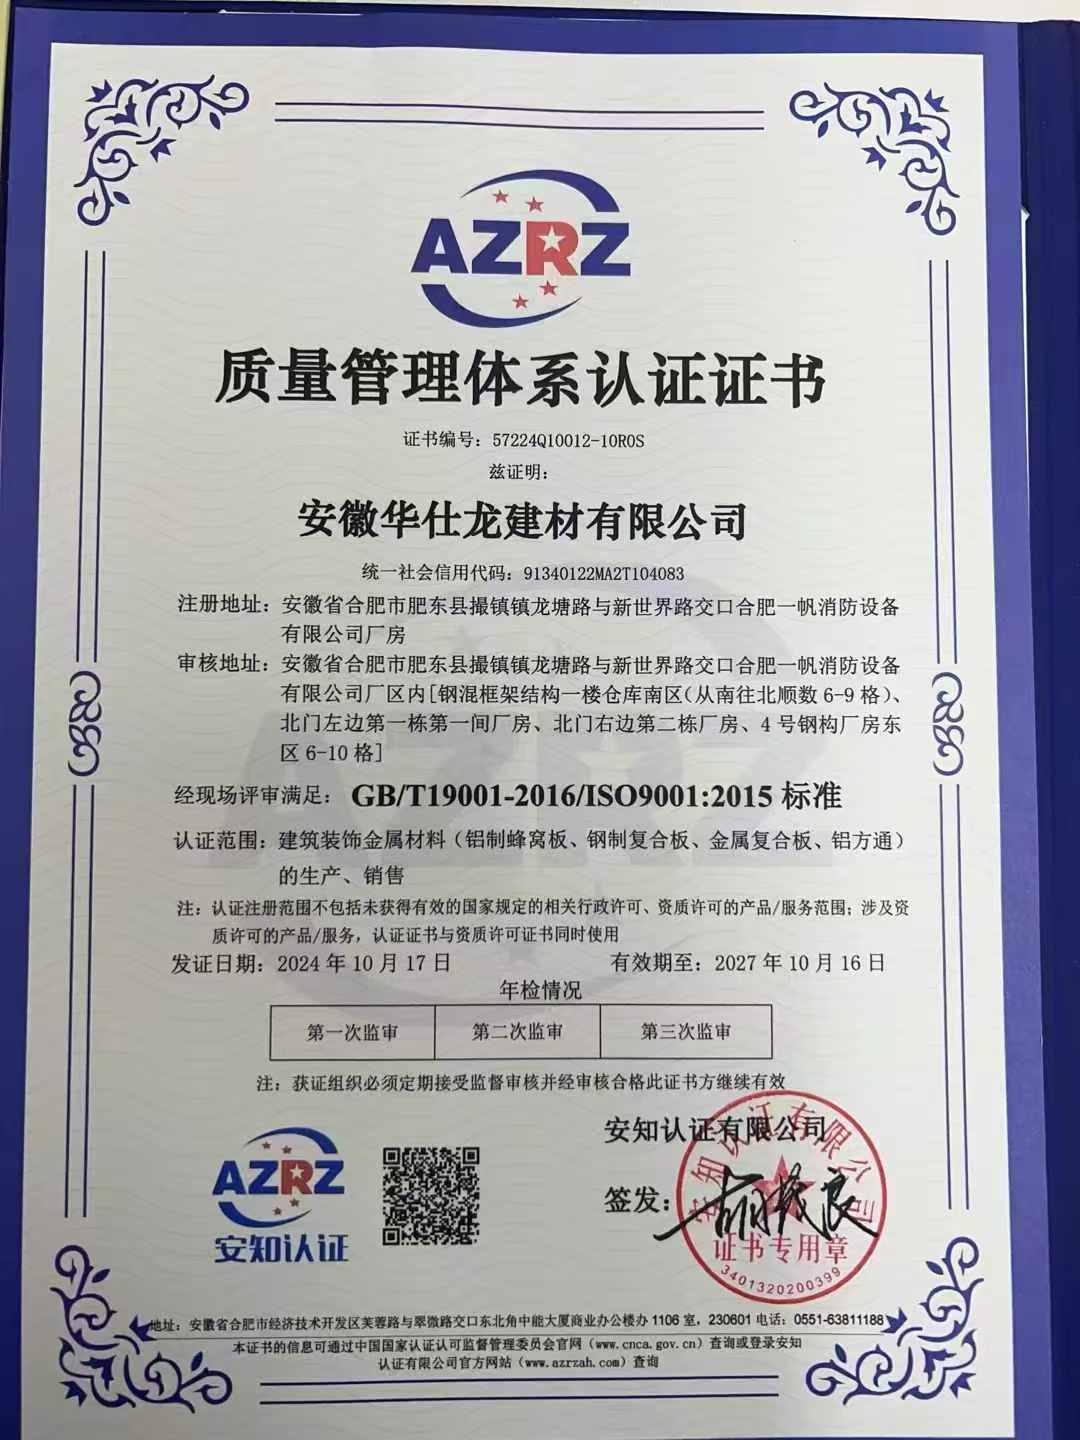 AZRZ
质量管理体系认证证书
证书编号：57224Q10012-10R0S
兹证明：
安徽华仕龙建材有限公司
统一社会信用代码：91340122MA2T104083
注册地址：安徽省合肥市肥东县撮镇镇龙塘路与新世界路交口合肥一帆消防设备
有限公司厂房
审核地址：安徽省合肥市肥东县撮镇镇龙塘路与新世界路交口合肥一帆消防设备
有限公司厂区内[钢混框架结构一楼仓库南区(从南往北顺数 6-9 格)、
北门左边第一栋第一间厂房、北门右边第二栋厂房、4 号钢构厂房东
区 6-10 格]
经现场评审满足：GB/T19001-2016/ISO9001:2015 标准
认证范围：建筑装饰金属材料（铝制蜂窝板、钢制复合板、金属复合板、铝方通）
的生产、销售
注：认证注册范围不包括未获得有效的国家规定的相关行政许可、资质许可的产品/服务范围；涉及资
质许可的产品/服务，认证证书与资质许可证书同时使用
发证日期：2024 年 10 月 17 日 有效期至：2027 年 10 月 16 日
年检情况
第一次监审 第二次监审 第三次监审
注：获证组织必须定期接受监督审核并经审核合格此证书方继续有效
安知认证有限公司
签发：
安知认证有限公司
证书专用章
3401320200399
AZRZ
安知认证
地址：安徽省合肥市经济技术开发区芙蓉路与翠微路交口东北角中能大厦商业办公楼办 1106 室，230601 电话：0551-63811188
本证书的信息可通过中国国家认证认可监督管理委员会官网（www.cnca.gov.cn）查询或登录安知
认证有限公司官方网站（www.azrzah.com）查询